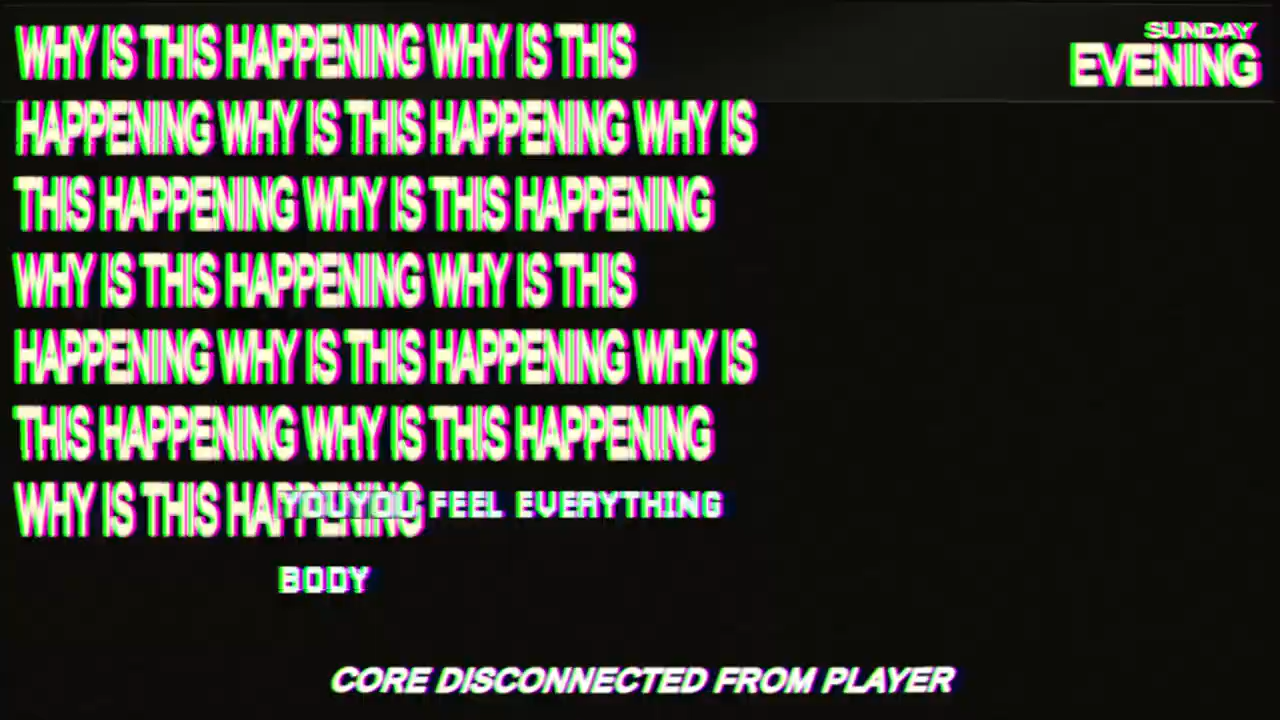 WHY IS THIS HAPPENING WHY IS THIS
HAPPENING WHY IS THIS HAPPENING WHY IS
THIS HAPPENING WHY IS THIS HAPPENING
WHY IS THIS HAPPENING WHY IS THIS
HAPPENING WHY IS THIS HAPPENING WHY IS
THIS HAPPENING WHY IS THIS HAPPENING
WHY IS THIS HAPPENING
SUNDAY
EVENING
YOUYOU FEEL EVERYTHING
BODY
CORE DISCONNECTED FROM PLAYER